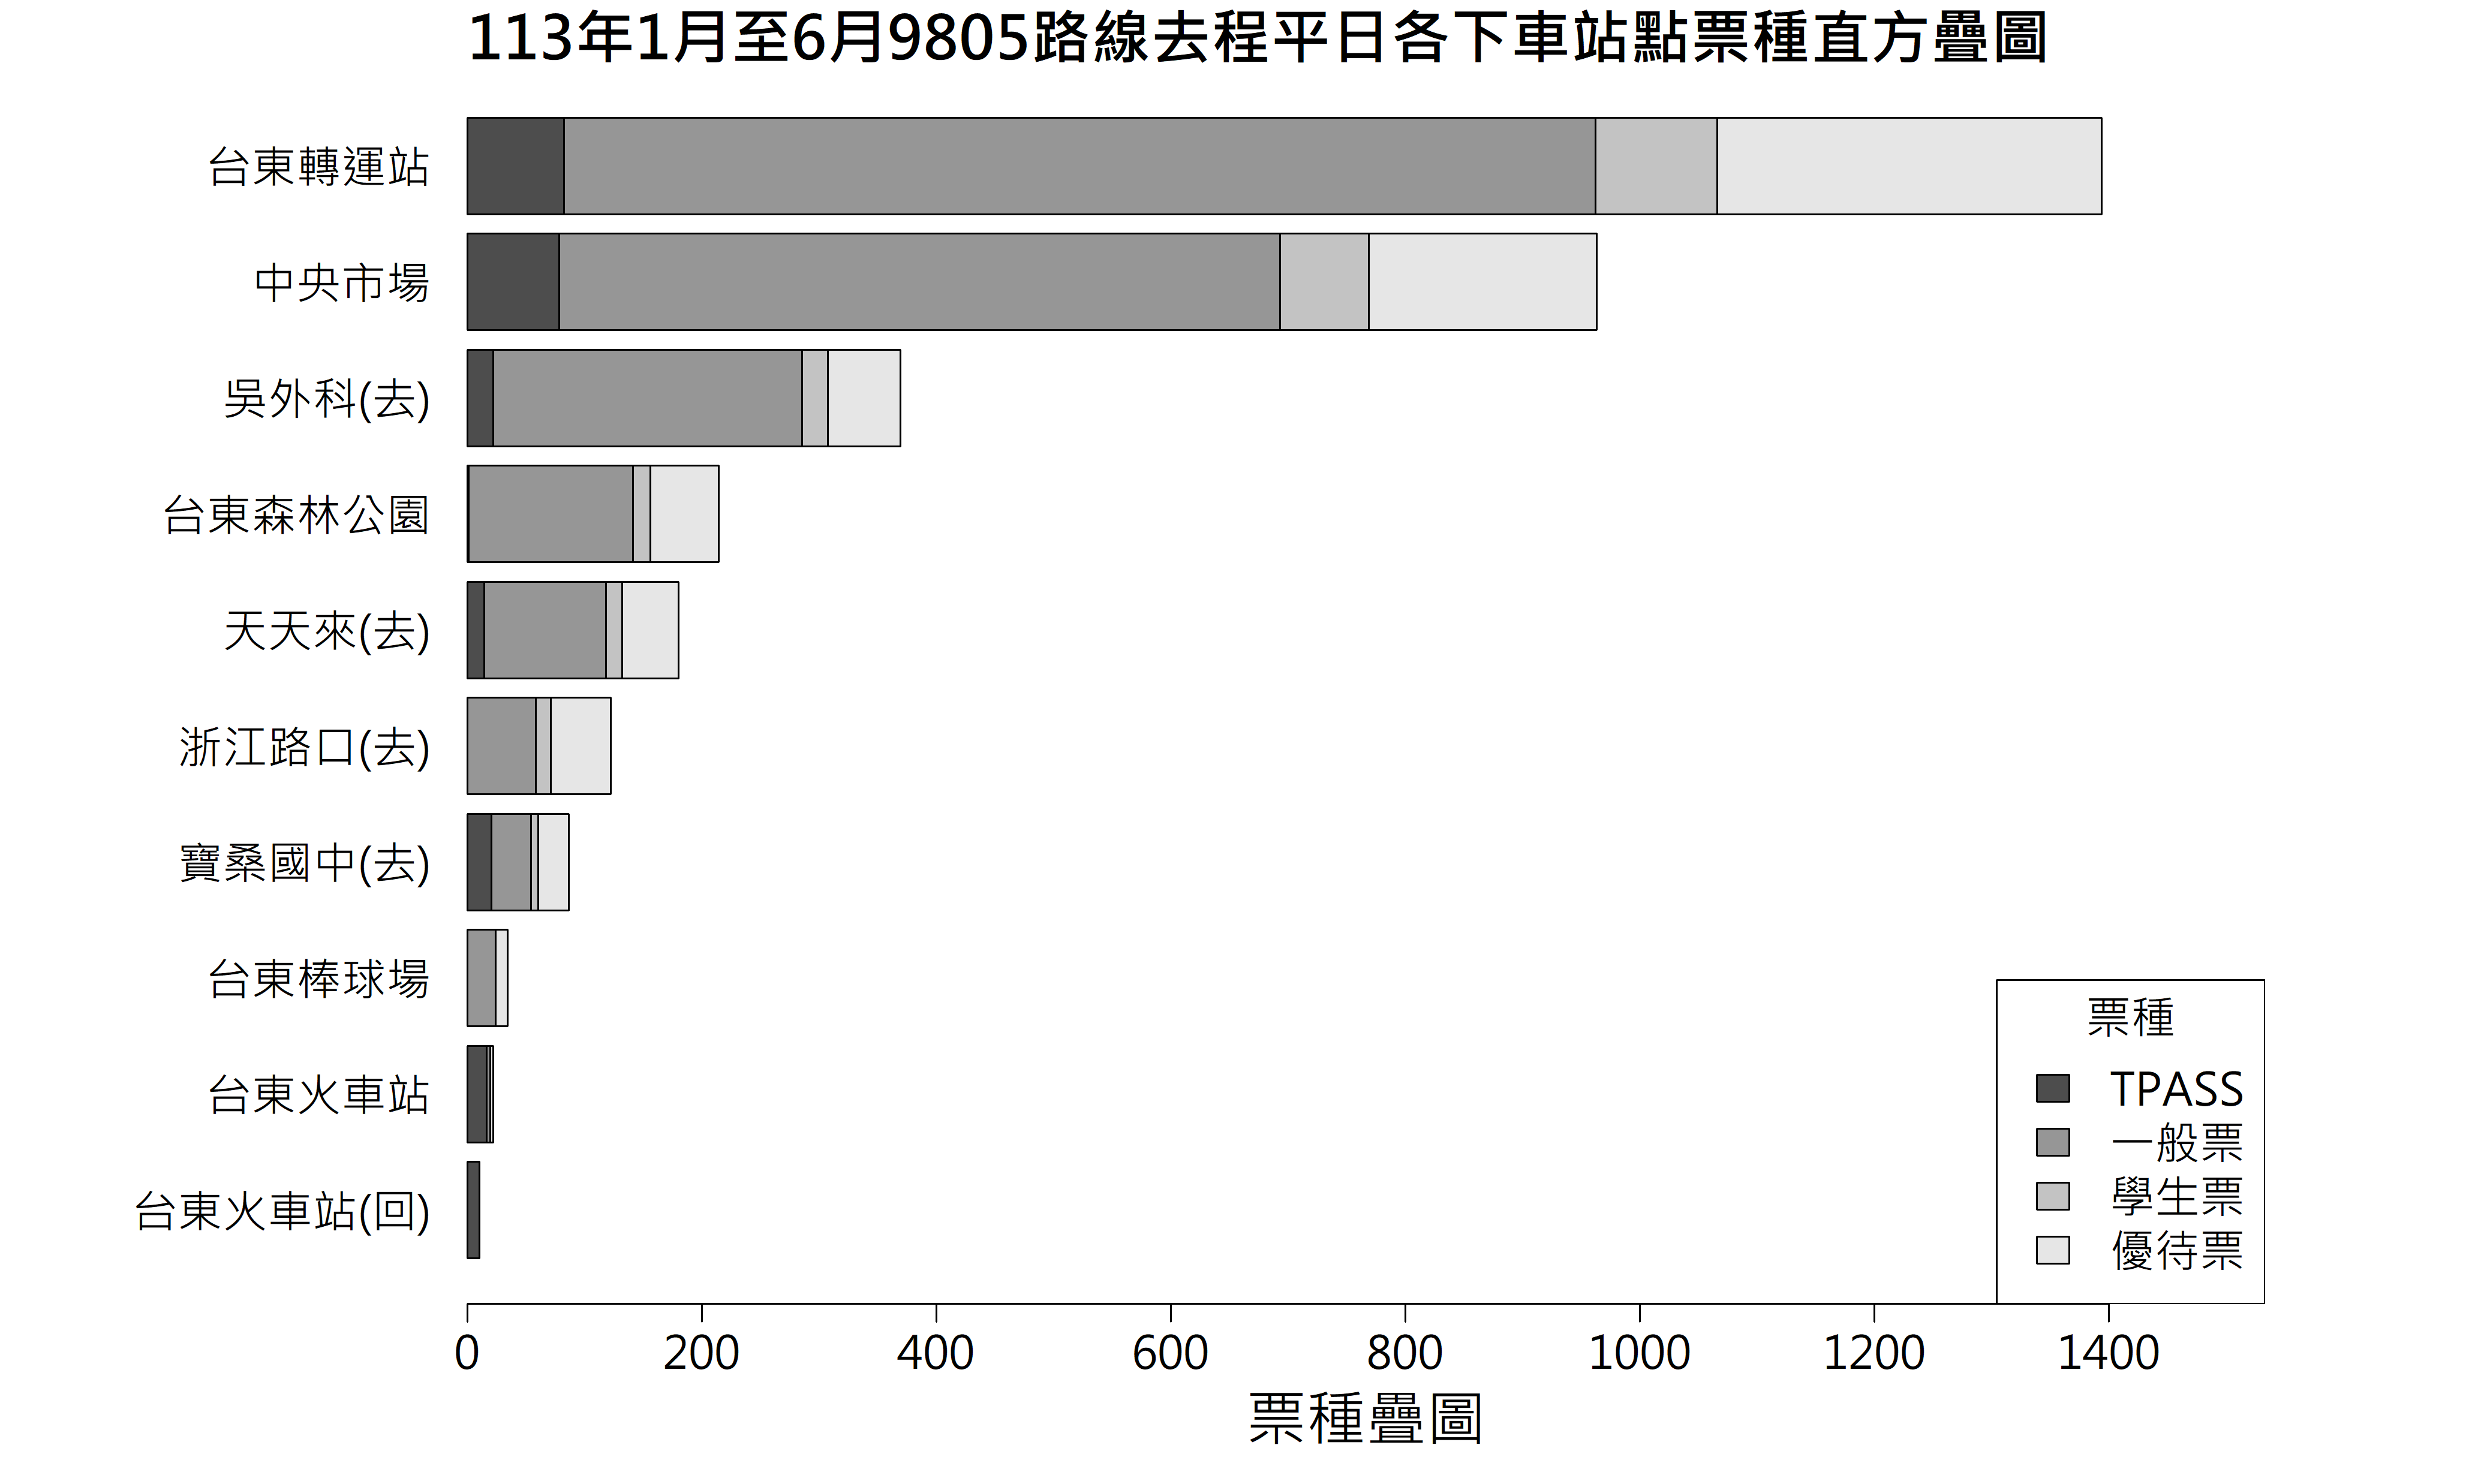 113年1月至6月9805路線去程平日各下車站點票種直方疊圖
台東轉運站
中央市場
吳外科(去)
台東森林公園
天天來(去)
浙江路口(去)
寶桑國中(去)
台東棒球場
台東火車站
台東火車站(回)
票種
TPASS
一般票
學生票
優待票
0 200 400 600 800 1000 1200 1400
票種疊圖